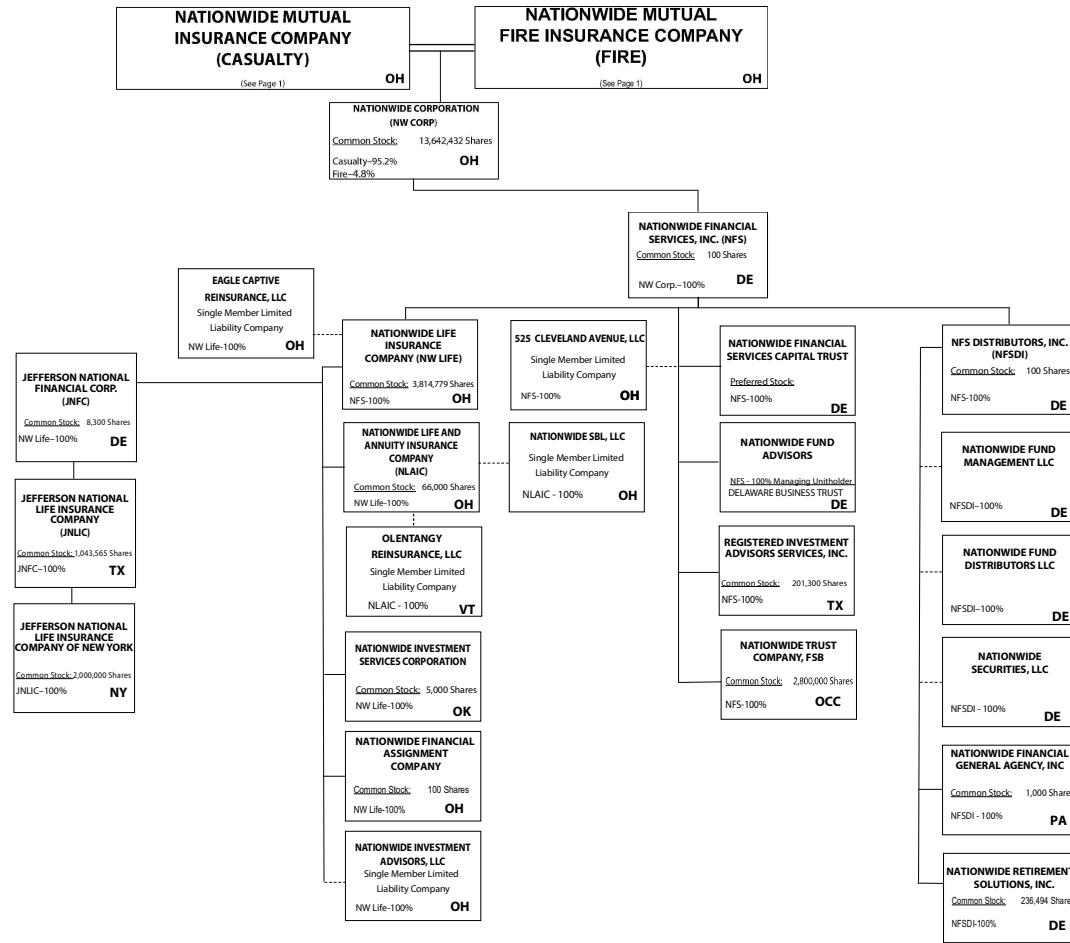 NATIONWIDE MUTUAL
INSURANCE COMPANY
(CASUALTY)
(See Page 1)
OH
NATIONWIDE MUTUAL
FIRE INSURANCE COMPANY
(FIRE)
(See Page 1)
OH
NATIONWIDE CORPORATION
(NW CORP)
Common Stock: 13,642,432 Shares
Casualty–95.2%
OH
Fire–4.8%
NATIONWIDE FINANCIAL
SERVICES, INC. (NFS)
Common Stock: 100 Shares
NW Corp.–100%
DE
EAGLE CAPTIVE
REINSURANCE, LLC
Single Member Limited
Liability Company
NW Life-100%
OH
JEFFERSON NATIONAL
FINANCIAL CORP.
(JNFC)
Common Stock: 8,300 Shares
NW Life–100%
DE
JEFFERSON NATIONAL
LIFE INSURANCE
COMPANY
(JNLIC)
Common Stock: 1,043,565 Shares
JNFC–100%
TX
JEFFERSON NATIONAL
LIFE INSURANCE
COMPANY OF NEW YORK
Common Stock: 2,000,000 Shares
JNLIC–100%
NY
NATIONWIDE LIFE
INSURANCE
COMPANY (NW LIFE)
Common Stock: 3,814,779 Shares
NFS-100%
OH
NATIONWIDE LIFE AND
ANNUITY INSURANCE
COMPANY
(NLAIC)
Common Stock: 66,000 Shares
NW Life-100%
OH
OLENTANGY
REINSURANCE, LLC
Single Member Limited
Liability Company
NLAIC - 100%
VT
NATIONWIDE INVESTMENT
SERVICES CORPORATION
Common Stock: 5,000 Shares
NW Life-100%
OK
NATIONWIDE FINANCIAL
ASSIGNMENT
COMPANY
Common Stock: 100 Shares
NW Life-100%
OH
NATIONWIDE INVESTMENT
ADVISORS, LLC
Single Member Limited
Liability Company
NW Life-100%
OH
525 CLEVELAND AVENUE, LLC
Single Member Limited
Liability Company
NFS-100%
OH
NATIONWIDE SBL, LLC
Single Member Limited
Liability Company
NLAIC - 100%
OH
NATIONWIDE FINANCIAL
SERVICES CAPITAL TRUST
Preferred Stock:
NFS-100%
DE
NATIONWIDE FUND
ADVISORS
NFS - 100% Managing Unitholder
DELAWARE BUSINESS TRUST
DE
REGISTERED INVESTMENT
ADVISORS SERVICES, INC.
Common Stock: 201,300 Shares
NFS-100%
TX
NATIONWIDE TRUST
COMPANY, FSB
Common Stock: 2,800,000 Shares
NFS-100%
OCC
NFS DISTRIBUTORS, INC.
(NFSDI)
Common Stock: 100 Shares
NFS-100%
DE
NATIONWIDE FUND
MANAGEMENT LLC
NFSDI–100%
DE
NATIONWIDE FUND
DISTRIBUTORS LLC
NFSDI–100%
DE
NATIONWIDE
SECURITIES, LLC
NFSDI - 100%
DE
NATIONWIDE FINANCIAL
GENERAL AGENCY, INC
Common Stock: 1,000 Share
NFSDI - 100%
PA
NATIONWIDE RETIREMENT
SOLUTIONS, INC.
Common Stock: 236,494 Share
NFSDI-100%
DE